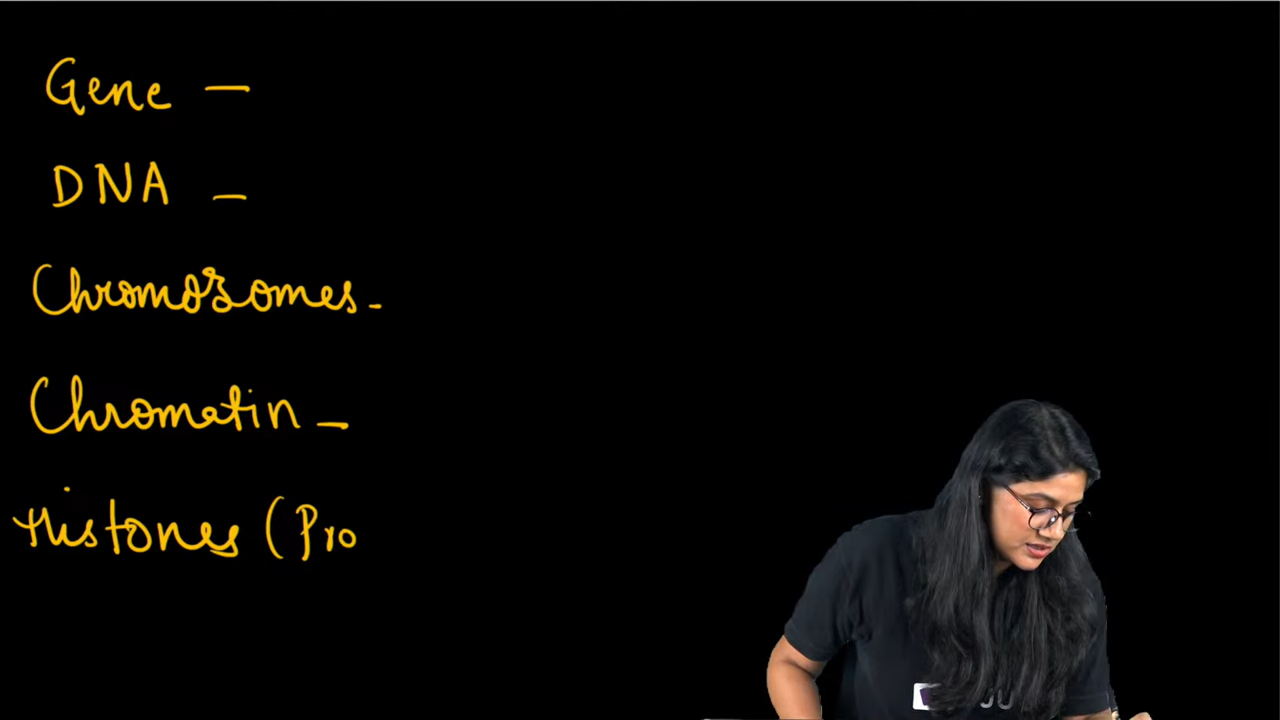 Gene —
DNA —
Chromosomes -
Chromatin —
Histones (Pro